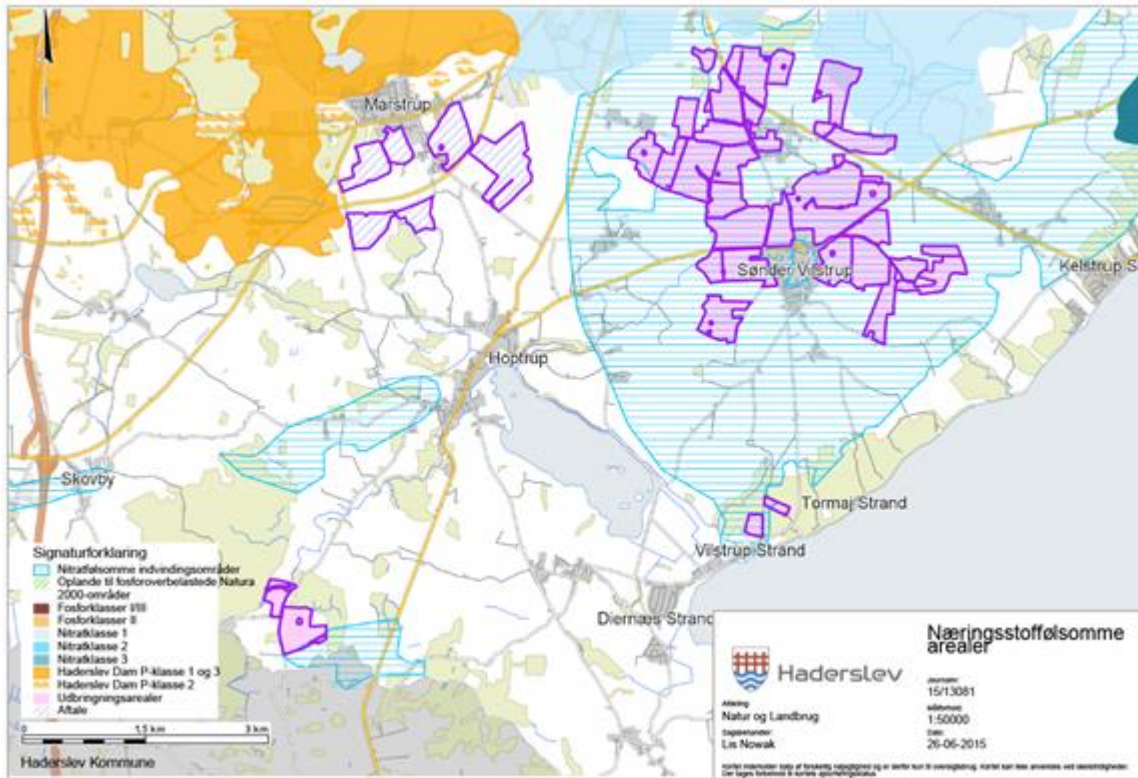 Marstrup
Sønder Vilstrup
Kelstrup S
Hoptrup
Skovby
Tormaj Strand
Vilstrup Strand
Diernæs Strand
Signaturforklaring
Nitratfølsomme indvindingsområder
Oplande til fosforoverbelastede Natura
2000-områder
Fosforklasser I/III
Fosforklasser II
Nitratklasse 1
Nitratklasse 2
Nitratklasse 3
Haderslev Dam P-klasse 1 og 3
Haderslev Dam P-klasse 2
Udbringningsarealer
Aftale
0 1,5 km 3 km
Haderslev Kommune
Haderslev
Næringsstoffølsomme
arealer
15/13081
Natur og Landbrug
1:50000
Lis Nowak
Dato:
26-06-2015